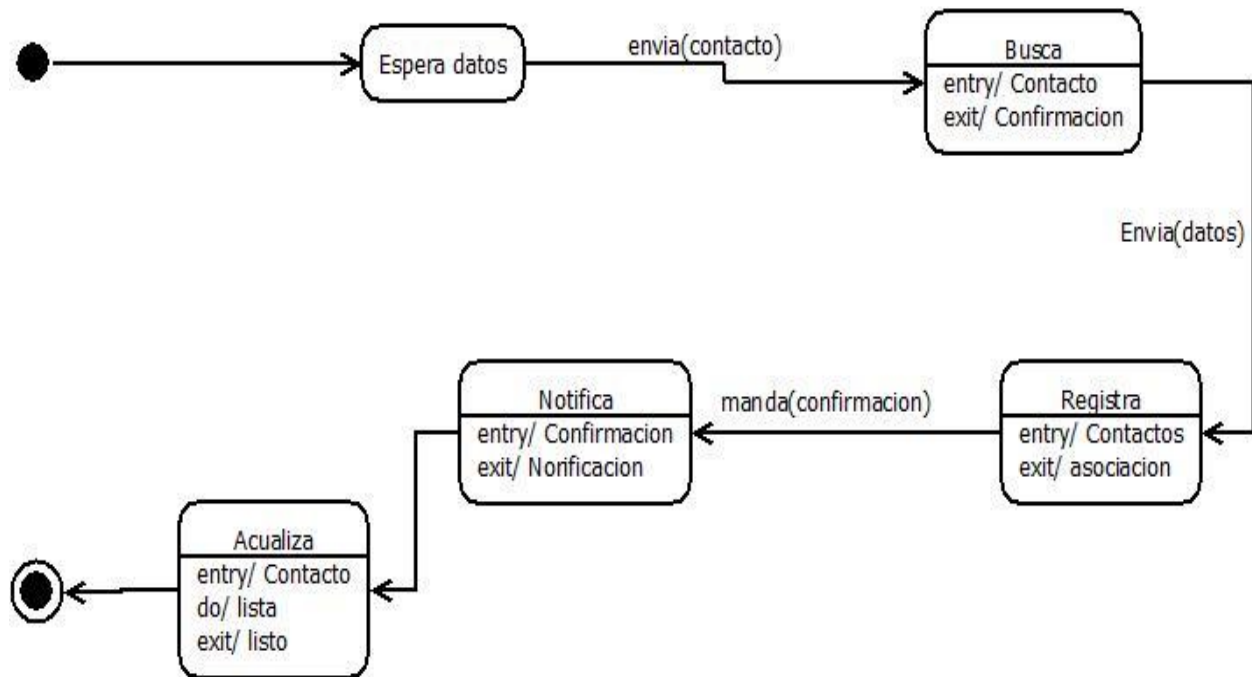 Espera datos
envia(contacto)
Busca
entry/ Contacto
exit/ Confirmacion
Envia(datos)
Registra
entry/ Contactos
exit/ asociacion
manda(confirmacion)
Notifica
entry/ Confirmacion
exit/ Norificacion
Acualiza
entry/ Contacto
do/ lista
exit/ listo